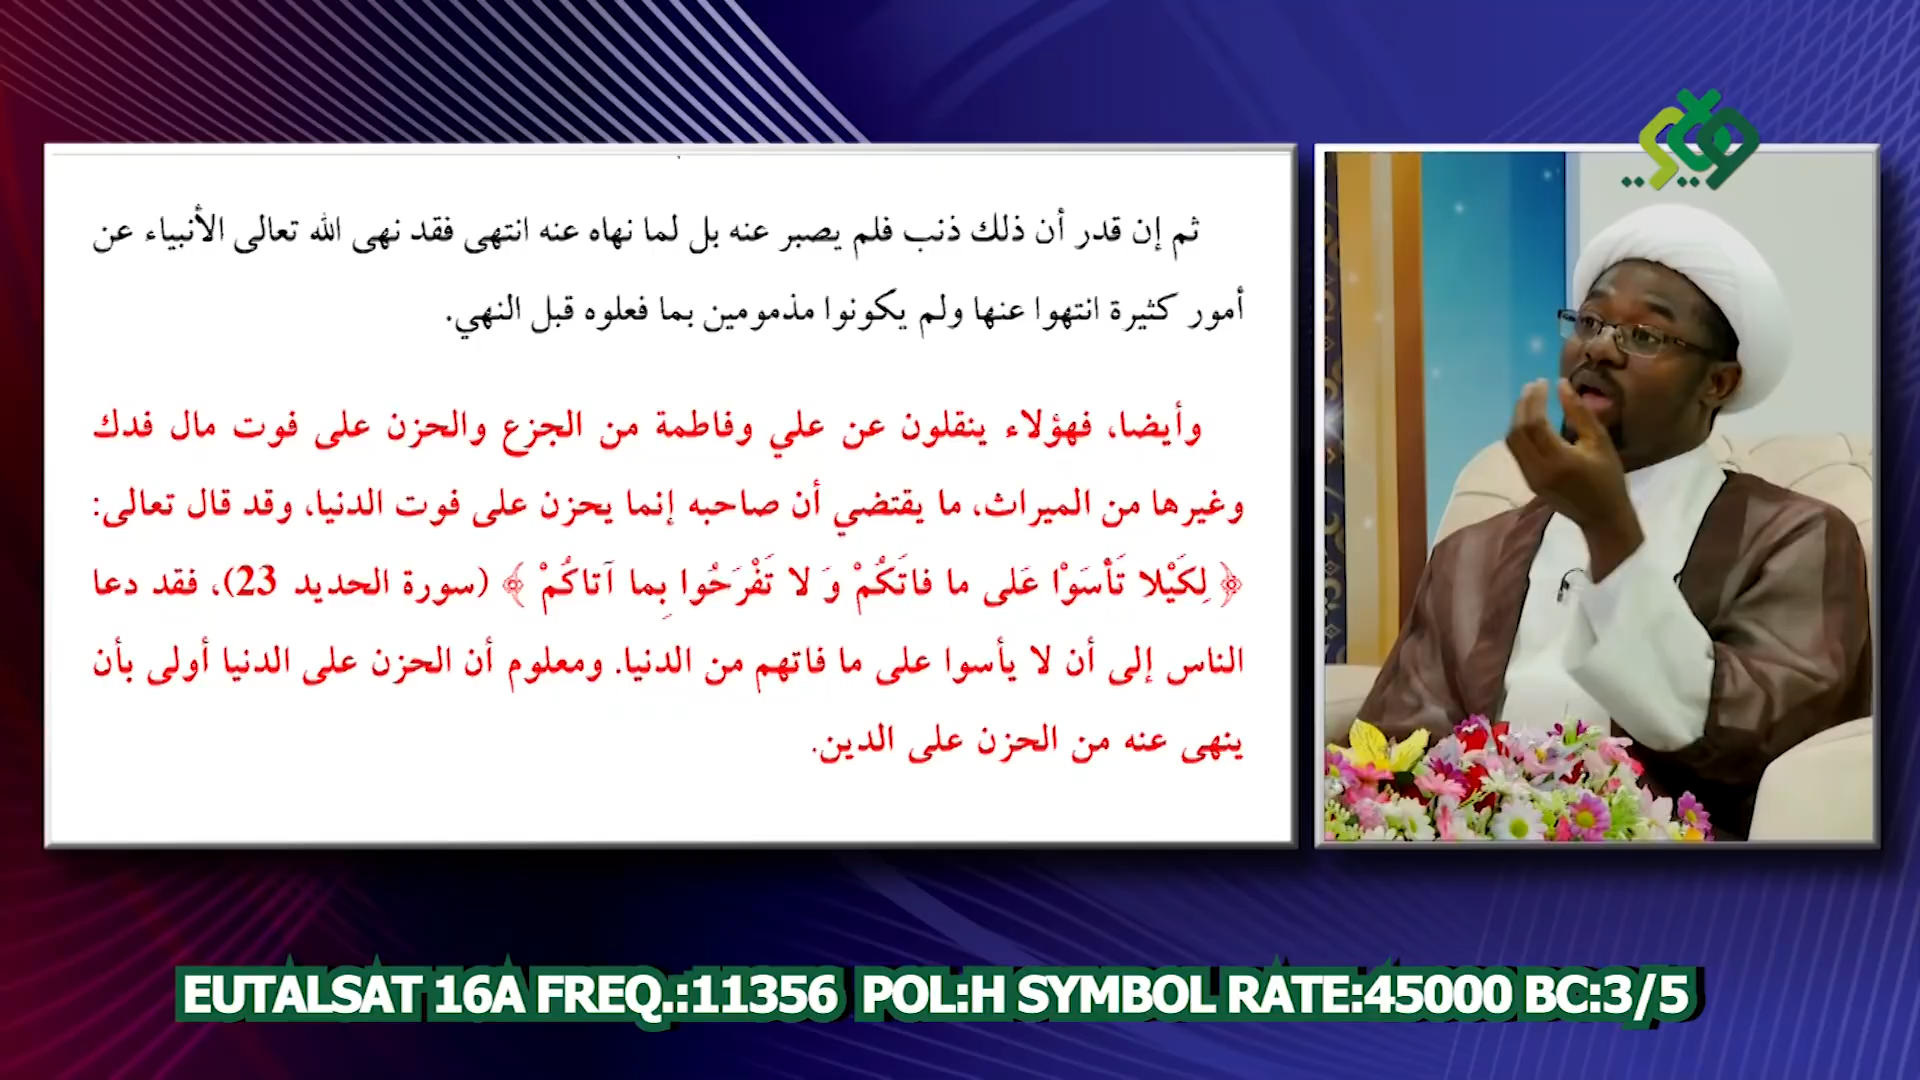 ثم إن قدر أن ذلك ذنب فلم يصبر عنه بل لما نهاه عنه انتهى فقد نهى الله تعالى الأنبياء عن
أمور كثيرة انتهوا عنها ولم يكونوا مذمومين بما فعلوه قبل النهي.
وأيضا، فهؤلاء ينقلون عن علي وفاطمة من الجزع والحزن على فوت مال فدك
وغيرها من الميراث، ما يقتضي أن صاحبه إنما يحزن على فوت الدنيا، وقد قال تعالى:
﴿لِكَيْلا تَأْسَوْا عَلى ما فاتَكُمْ وَ لا تَفْرَحُوا بِما آتاكُمْ﴾ (سورة الحديد 23)، فقد دعا
الناس إلى أن لا يأسوا على ما فاتهم من الدنيا. ومعلوم أن الحزن على الدنيا أولى بأن
ينهى عنه من الحزن على الدين.
EUTALSAT 16A FREQ.:11356 POL:H SYMBOL RATE:45000 BC:3/5